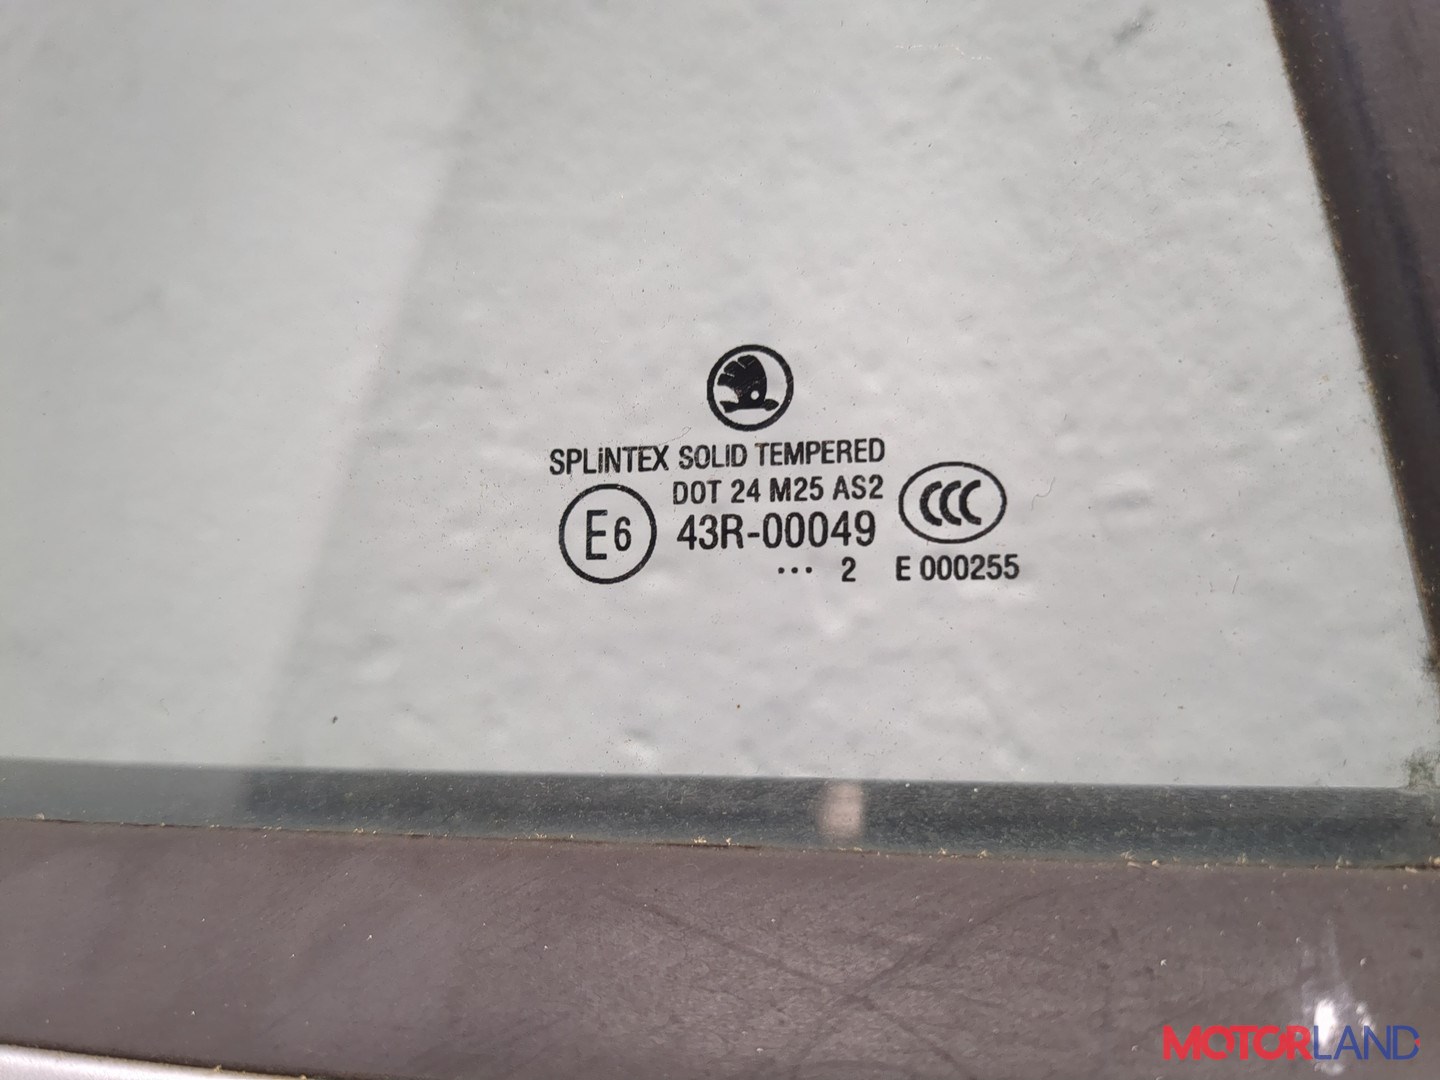 SPLINTEX SOLID TEMPERED
DOT 24 M25 AS2
CCC
E6
43R-00049
... 2 E 000255
MOTORLAND